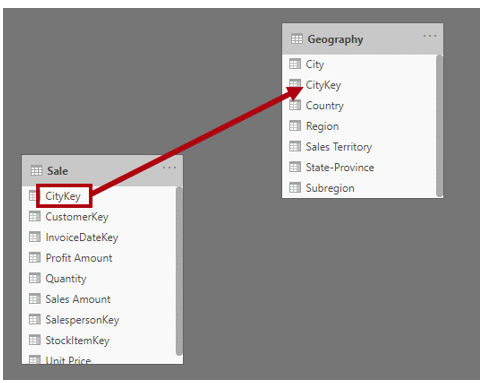 Geography
City
CityKey
Country
Region
Sales Territory
State-Province
Subregion
Sale
CityKey
CustomerKey
InvoiceDateKey
Profit Amount
Quantity
Sales Amount
SalespersonKey
StockItemKey
Unit Price